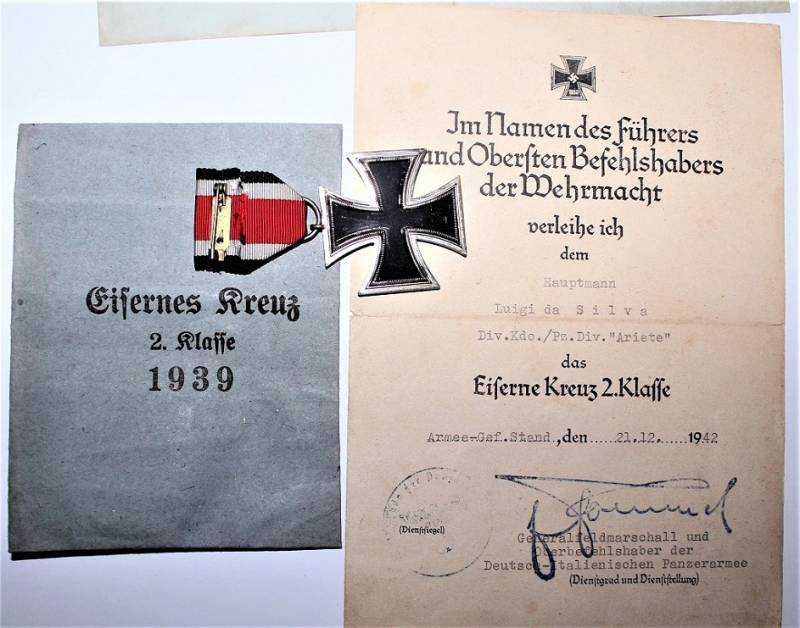 Eisernes Kreuz
2. Klasse
1939
Im Namen des Führers
und Obersten Befehlshabers
der Wehrmacht
verleihe ich
dem
Hauptmann
Luigi da Silva
Div.Kdo./Pz.Div."Ariete"
das
Eiserne Kreuz 2.Klasse
Armee-Gef.Stand.,den.....21.12......1942
(Dienstsiegel)
Generalfeldmarschall und
Oberbefehlshaber der
Deutsch-Italienischen Panzerarmee
(Dienstgrad und Dienststellung)